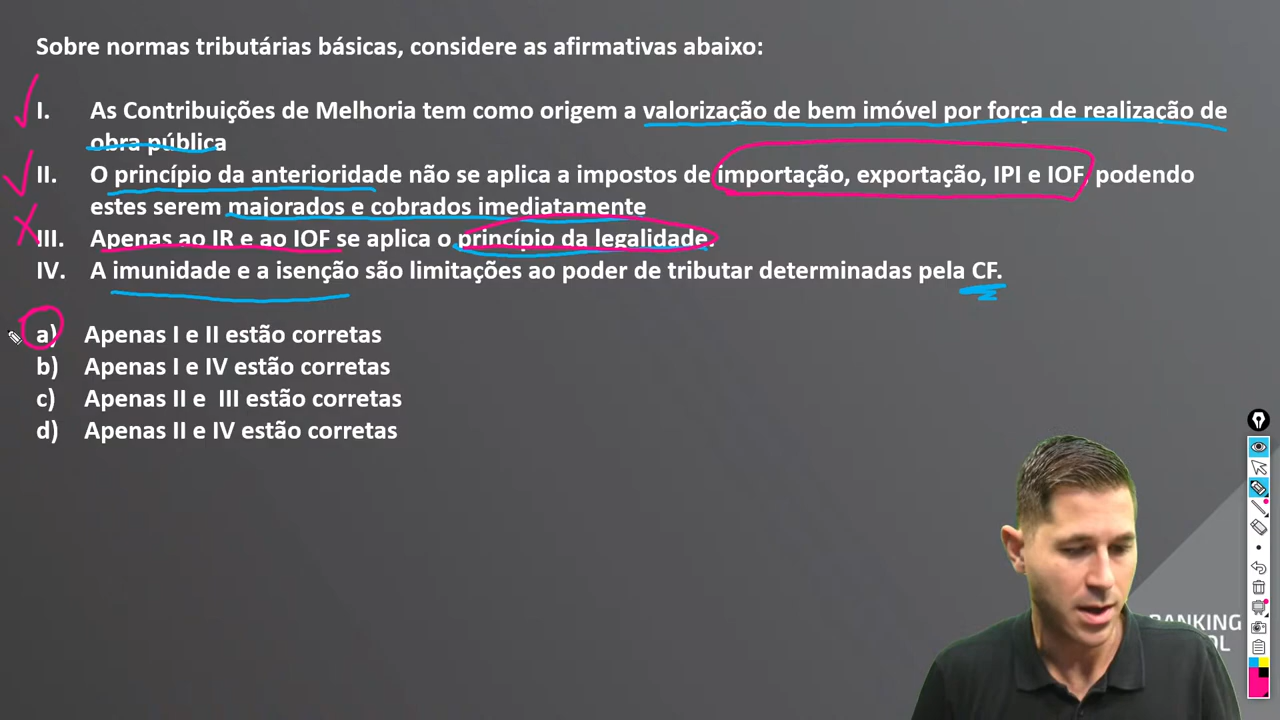 Sobre normas tributárias básicas, considere as afirmativas abaixo:
I. As Contribuições de Melhoria tem como origem a valorização de bem imóvel por força de realização de
obra pública
II. O princípio da anterioridade não se aplica a impostos de importação, exportação, IPI e IOF, podendo
estes serem majorados e cobrados imediatamente
III. Apenas ao IR e ao IOF se aplica o princípio da legalidade.
IV. A imunidade e a isenção são limitações ao poder de tributar determinadas pela CF.
a) Apenas I e II estão corretas
b) Apenas I e IV estão corretas
c) Apenas II e III estão corretas
d) Apenas II e IV estão corretas